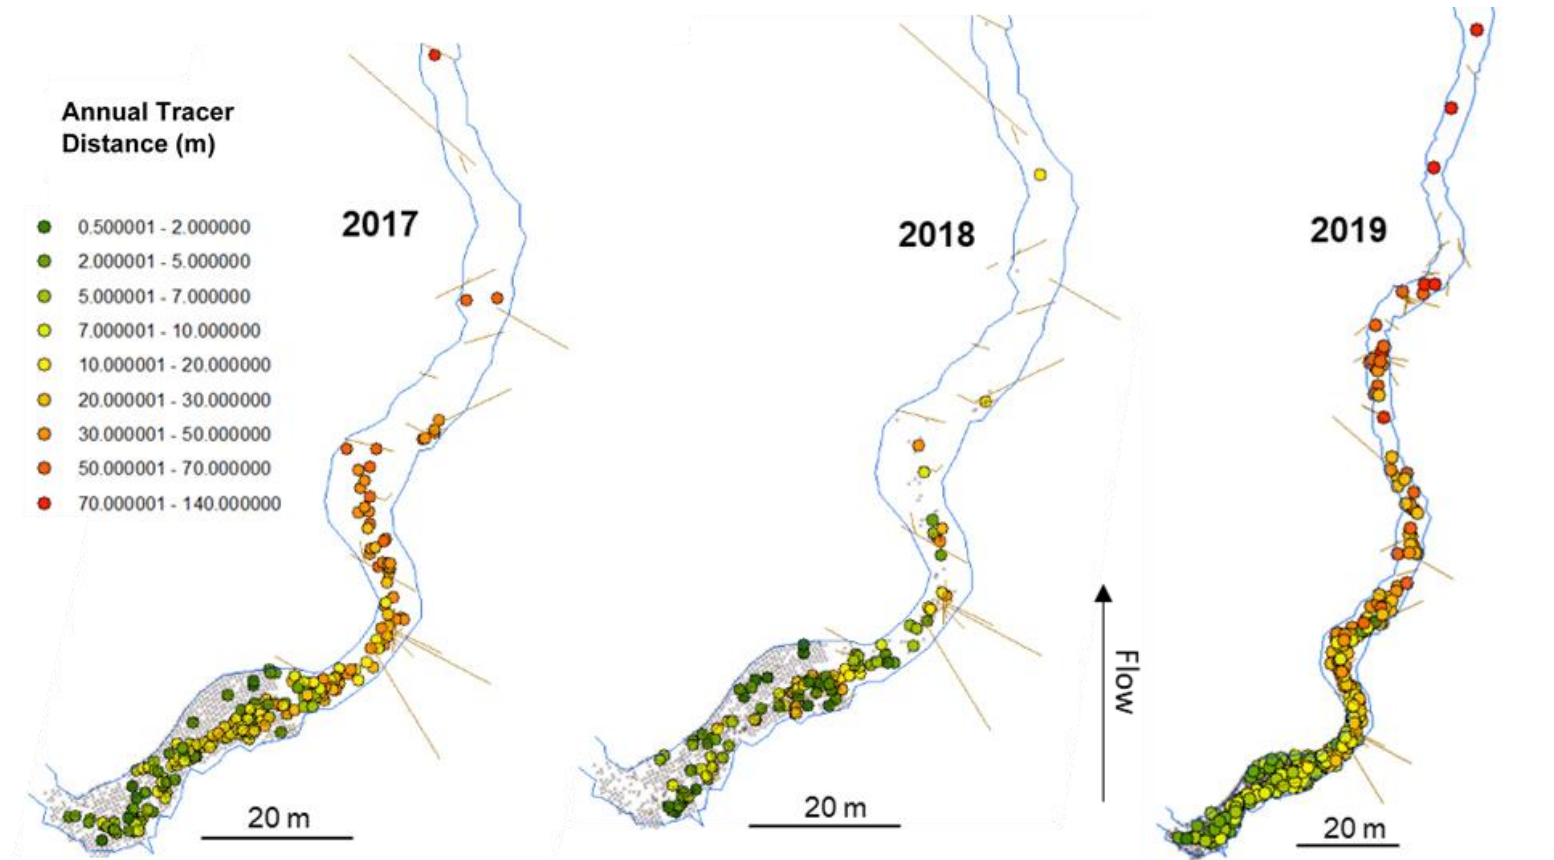 Annual Tracer
Distance (m)
0.500001 - 2.000000
2.000001 - 5.000000
5.000001 - 7.000000
7.000001 - 10.000000
10.000001 - 20.000000
20.000001 - 30.000000
30.000001 - 50.000000
50.000001 - 70.000000
70.000001 - 140.000000
2017
20 m
2018
20 m
Flow
2019
20 m